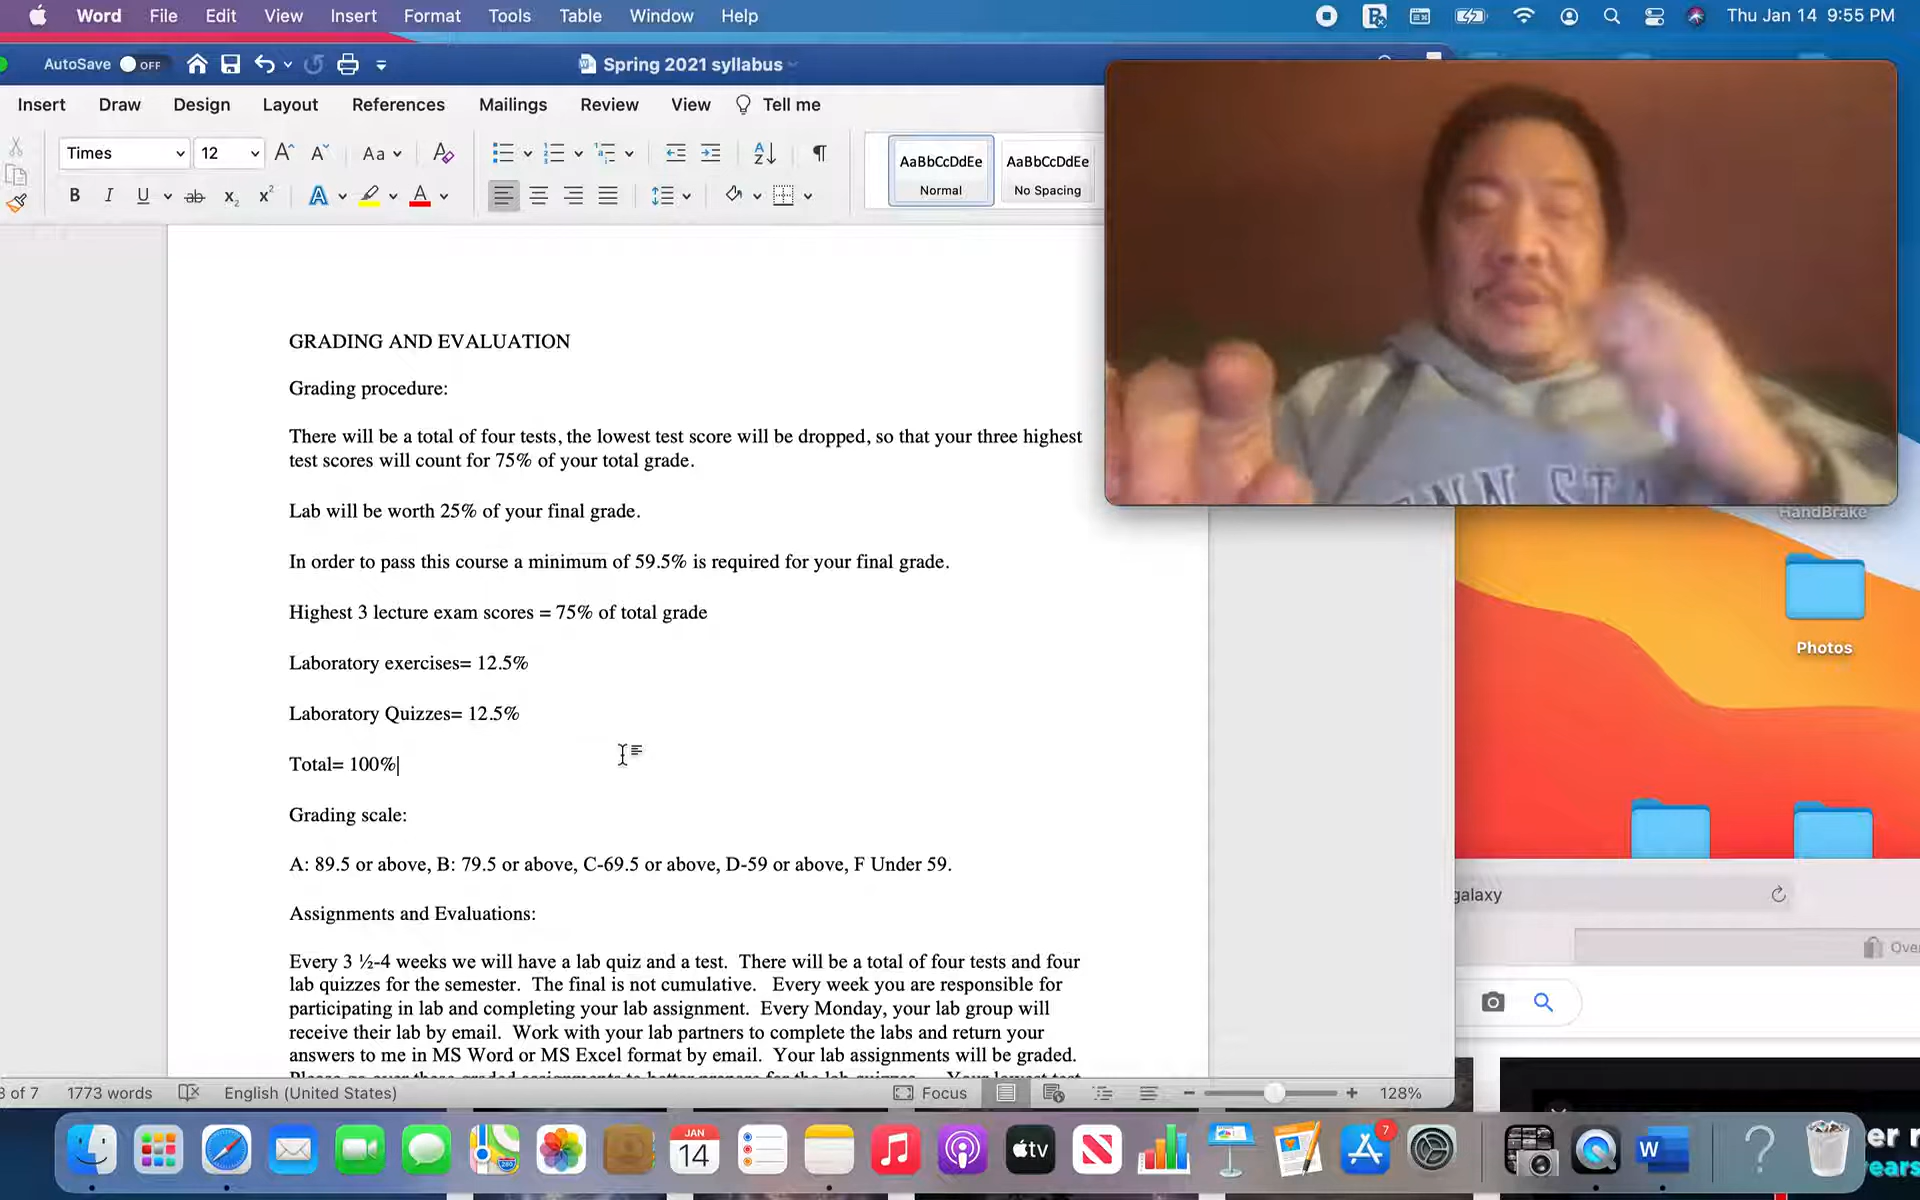 Word File Edit View Insert Format Tools Table Window Help Thu Jan 14 9:55 PM
AutoSave OFF Spring 2021 syllabus
Insert Draw Design Layout References Mailings Review View Tell me
Times 12 Aa AaBbCcDdEe AaBbCcDdEe
B I U ab x2 x2 A A Normal No Spacing
GRADING AND EVALUATION
Grading procedure:
There will be a total of four tests, the lowest test score will be dropped, so that your three highest
test scores will count for 75% of your total grade.
Lab will be worth 25% of your final grade.
In order to pass this course a minimum of 59.5% is required for your final grade.
Highest 3 lecture exam scores = 75% of total grade
Laboratory exercises= 12.5%
Laboratory Quizzes= 12.5%
Total= 100%
Grading scale:
A: 89.5 or above, B: 79.5 or above, C-69.5 or above, D-59 or above, F Under 59.
Assignments and Evaluations:
Every 3 ½-4 weeks we will have a lab quiz and a test.  There will be a total of four tests and four
lab quizzes for the semester.  The final is not cumulative.   Every week you are responsible for
participating in lab and completing your lab assignment.  Every Monday, your lab group will
receive their lab by email.  Work with your lab partners to complete the labs and return your
answers to me in MS Word or MS Excel format by email.  Your lab assignments will be graded.
HandBrake
Photos
galaxy
Over
of 7 1773 words English (United States) Focus 128%
JAN
14
280
tv
7
W
er
ears